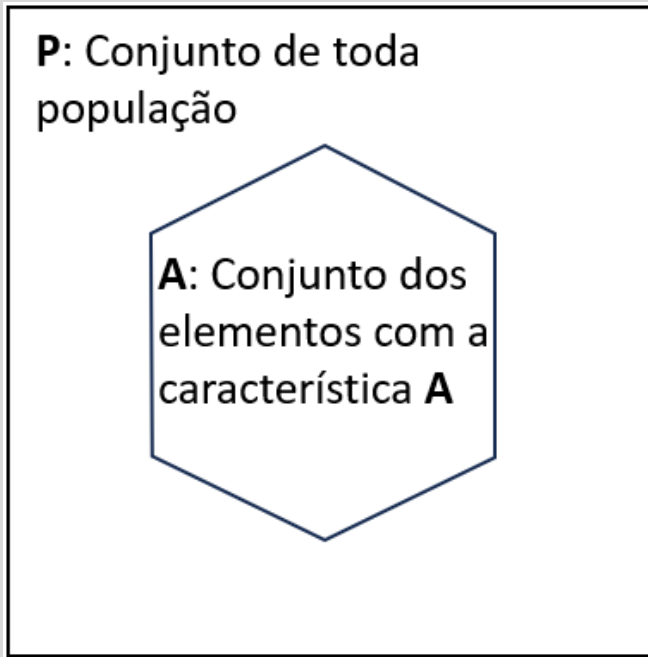 P: Conjunto de toda
população
A: Conjunto dos
elementos com a
característica A